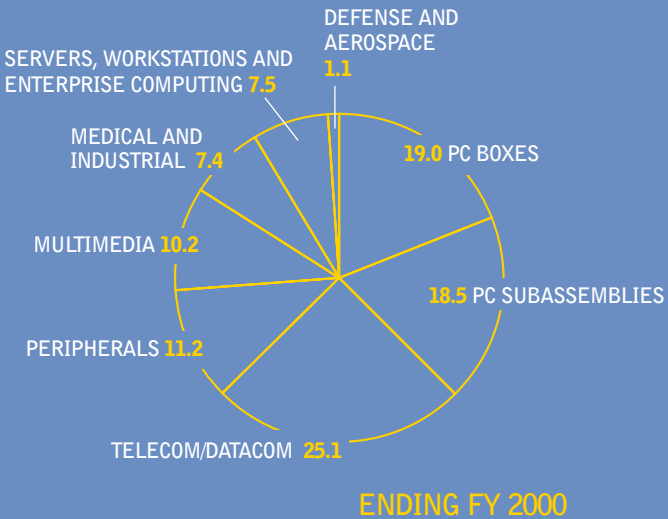 DEFENSE AND
AEROSPACE
1.1
SERVERS, WORKSTATIONS AND
ENTERPRISE COMPUTING 7.5
MEDICAL AND
INDUSTRIAL 7.4
19.0 PC BOXES
MULTIMEDIA 10.2
18.5 PC SUBASSEMBLIES
PERIPHERALS 11.2
TELECOM/DATACOM 25.1
ENDING FY 2000